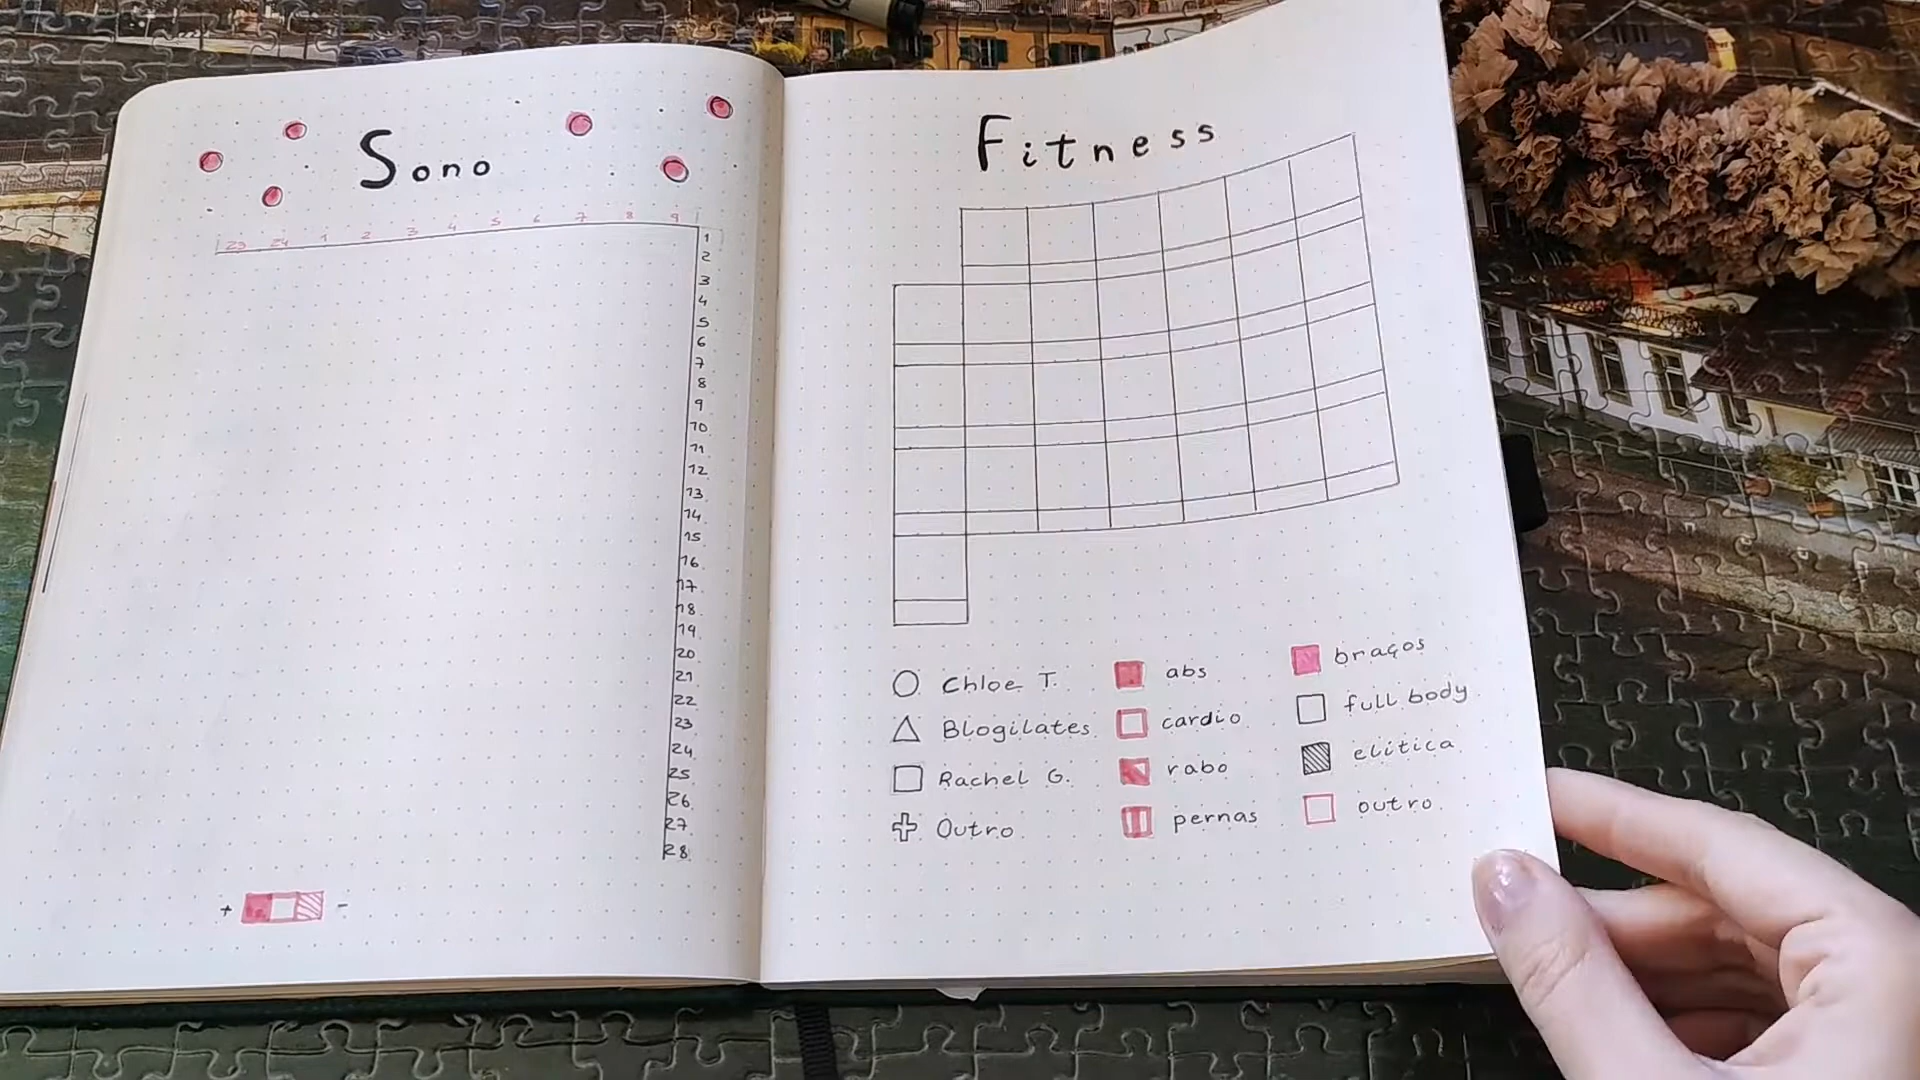 Sono
23 24 1 2 3 4 5 6 7 8 9
1
2
3
4
5
6
7
8
9
10
11
12
13
14
15
16
17
18
19
20
21
22
23
24
25
26
27
28
+ -
Fitness
Chloe T.
Blogilates
Rachel G.
Outro
abs
cardio
rabo
pernas
braços
full body
elítica
outro